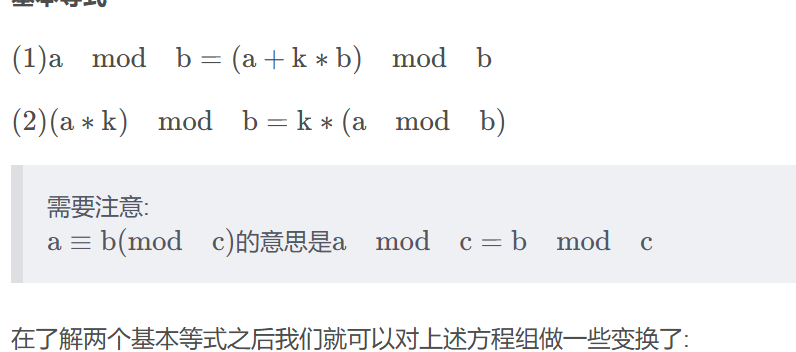 基本等式
(1)a mod b = (a + k ∗ b) mod b
(2)(a ∗ k) mod b = k ∗ (a mod b)
需要注意:
a ≡ b(mod c)的意思是a mod c = b mod c
在了解两个基本等式之后我们就可以对上述方程组做一些变换了: